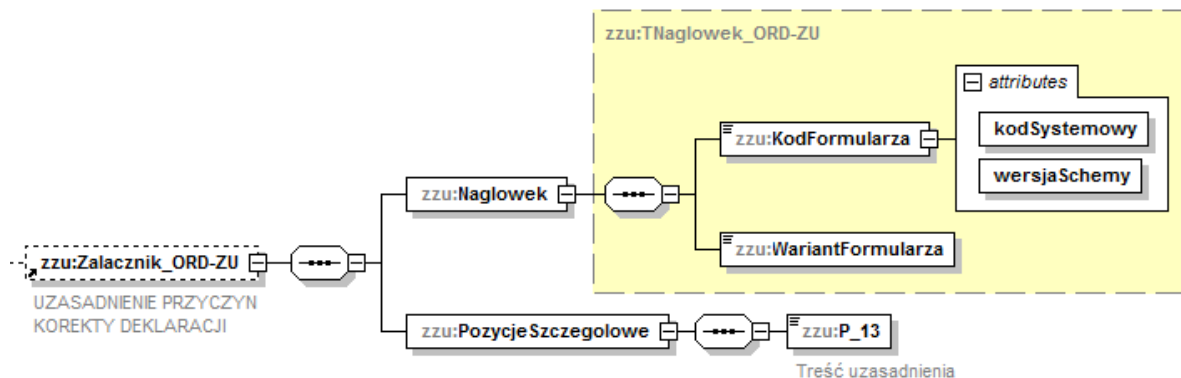 zzu:TNaglowek_ORD-ZU
attributes
kodSystemowy
wersjaSchemy
zzu:KodFormularza
zzu:Naglowek
zzu:WariantFormularza
zzu:Zalacznik_ORD-ZU
UZASADNIENIE PRZYCZYN
KOREKTY DEKLARACJI
zzu:PozycjeSzczegolowe
zzu:P_13
Treść uzasadnienia